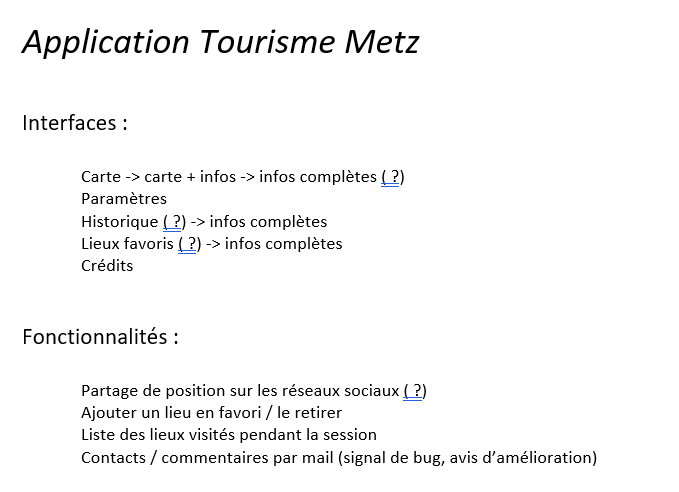 Application Tourisme Metz
Interfaces :
Carte -> carte + infos -> infos complètes ( ?)
Paramètres
Historique ( ?) -> infos complètes
Lieux favoris ( ?) -> infos complètes
Crédits
Fonctionnalités :
Partage de position sur les réseaux sociaux ( ?)
Ajouter un lieu en favori / le retirer
Liste des lieux visités pendant la session
Contacts / commentaires par mail (signal de bug, avis d’amélioration)